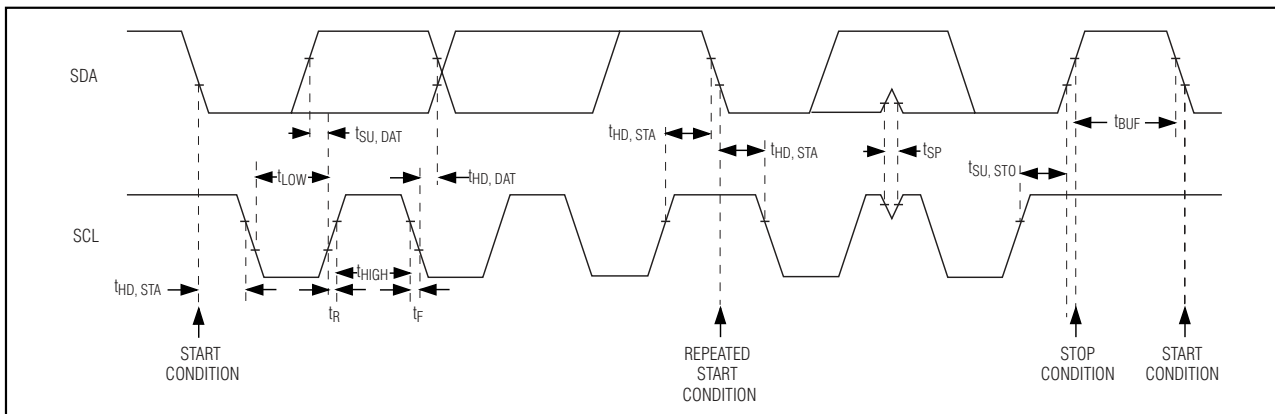 SDA
tSU, DAT
tHD, STA
tHD, STA
tSP
tBUF
tLOW
tHD, DAT
tSU, STO
SCL
tHD, STA
tHIGH
tR
tF
START
CONDITION
REPEATED
START
CONDITION
STOP
CONDITION
START
CONDITION